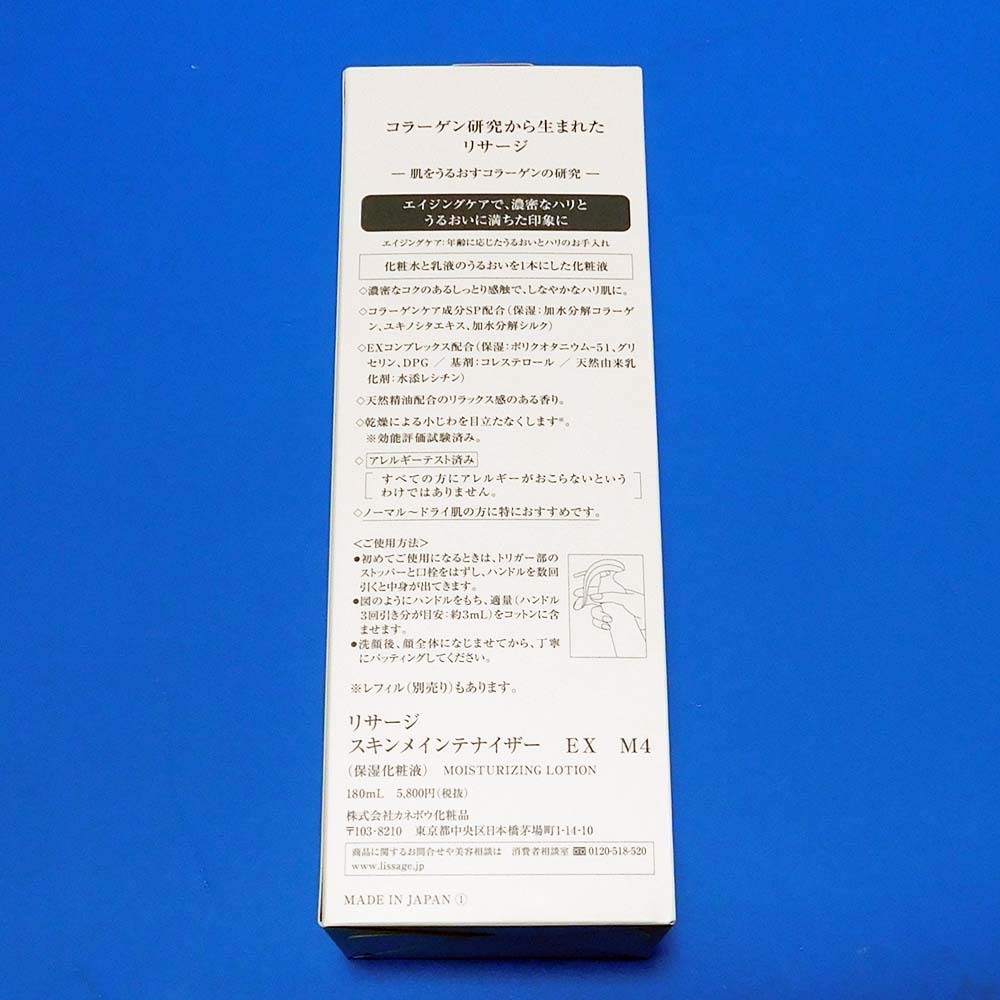 コラーゲン研究から生まれた
リサージ
— 肌をうるおすコラーゲンの研究 —
エイジングケアで、濃密なハリと
うるおいに満ちた印象に
エイジングケア:年齢に応じたうるおいとハリのお手入れ
化粧水と乳液のうるおいを1本にした化粧液
◇濃密なコクのあるしっとり感触で、しなやかなハリ肌に。
◇コラーゲンケア成分SP配合(保湿:加水分解コラーゲ
ン、ユキノシタエキス、加水分解シルク)
◇EXコンプレックス配合(保湿:ポリクオタニウム-51、グリ
セリン、DPG / 基剤:コレステロール / 天然由来乳
化剤:水添レシチン)
◇天然精油配合のリラックス感のある香り。
◇乾燥による小じわを目立たなくします※。
※効能評価試験済み。
◇アレルギーテスト済み
[すべての方にアレルギーがおこらないという
わけではありません。]
◇ノーマル～ドライ肌の方に特におすすめです。
<ご使用方法>
●初めてご使用になるときは、トリガー部の
ストッパーと口栓をはずし、ハンドルを数回
引くと中身が出てきます。
●図のようにハンドルをもち、適量(ハンドル
3回引き分が目安:約3mL)をコットンに含
ませます。
●洗顔後、顔全体になじませてから、丁寧
にパッティングしてください。
※レフィル(別売り)もあります。
リサージ
スキンメインテナイザー EX M4
(保湿化粧液) MOISTURIZING LOTION
180mL 5,800円(税抜)
株式会社カネボウ化粧品
〒103-8210 東京都中央区日本橋茅場町1-14-10
商品に関するお問合せや美容相談は 消費者相談室 0120-518-520
www.lissage.jp
MADE IN JAPAN ①